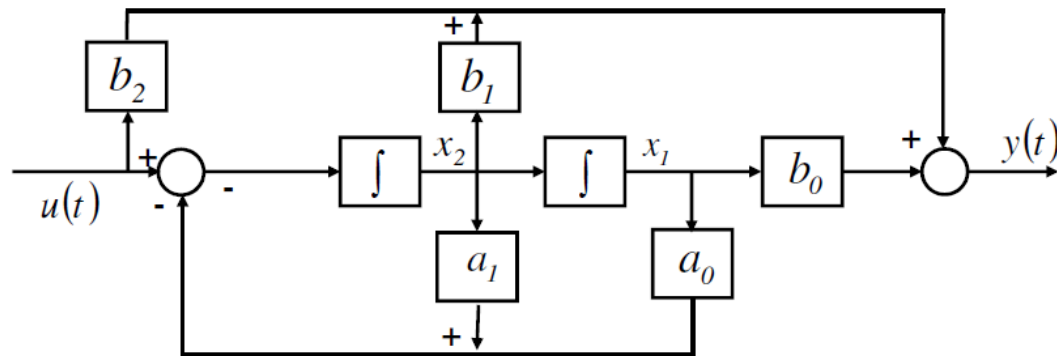 +
b₂
b₁
+
x₂
x₁
+
y(t)
-
∫
∫
b₀
u(t)
-
a₁
a₀
+